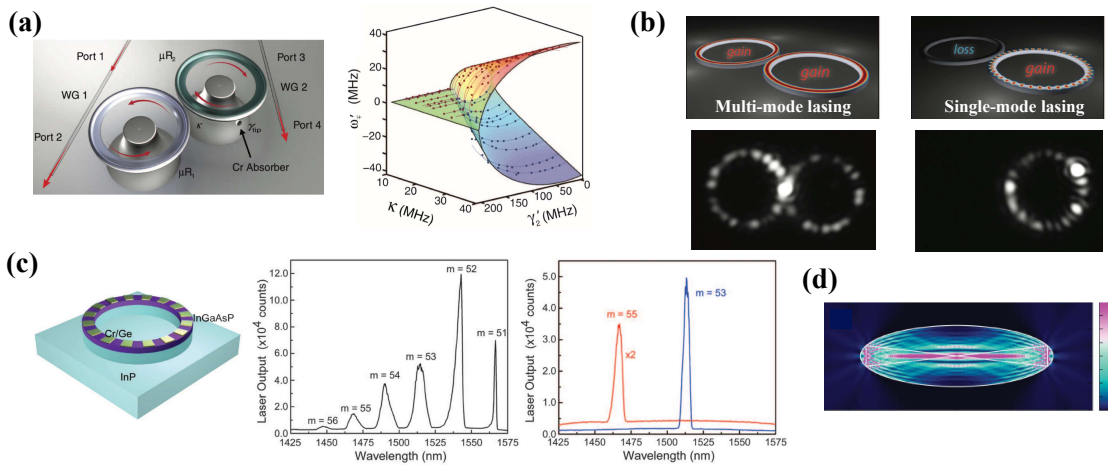 (a)
Port 1
WG 1
Port 2
μR₂
μR₁
κ
γtip
Cr Absorber
Port 3
WG 2
Port 4
ω′∓ (MHz)
40
20
0
−20
−40
10
20
30
40
κ (MHz)
200
150
100
50
0
γ′₂ (MHz)
(b)
gain
gain
Multi-mode lasing
loss
gain
Single-mode lasing
(c)
InGaAsP
Cr/Ge
InP
Laser Output (x10⁴ counts)
12.0
10.0
8.0
6.0
4.0
2.0
0.0
m = 56
m = 55
m = 54
m = 53
m = 52
m = 51
1425 1450 1475 1500 1525 1550 1575
Wavelength (nm)
Laser Output (x10⁴ counts)
5.0
4.0
3.0
2.0
1.0
0.0
m = 55
x2
m = 53
1425 1450 1475 1500 1525 1550 1575
Wavelength (nm)
(d)